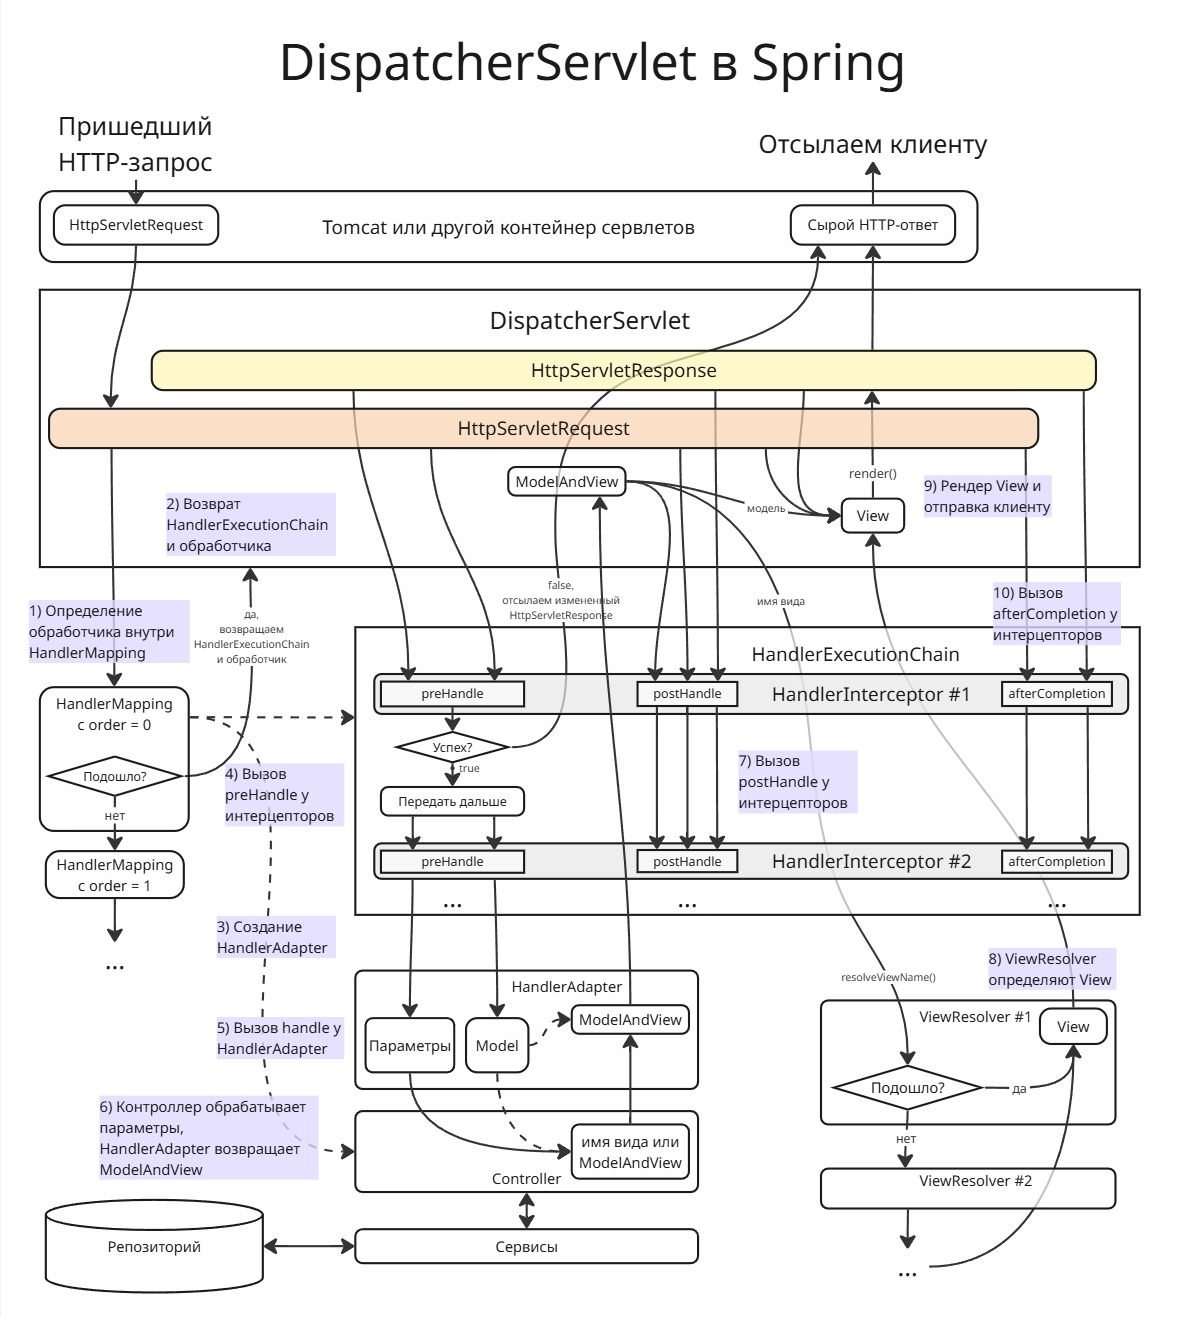 DispatcherServlet в Spring
Пришедший
HTTP-запрос
Отсылаем клиенту
HttpServletRequest
Tomcat или другой контейнер сервлетов
Сырой HTTP-ответ
DispatcherServlet
HttpServletResponse
HttpServletRequest
ModelAndView
render()
модель
View
9) Рендер View и
отправка клиенту
2) Возврат
HandlerExecutionChain
и обработчика
1) Определение
обработчика внутри
HandlerMapping
да,
возвращаем
HandlerExecutionChain
и обработчик
false,
отсылаем измененный
HttpServletResponse
имя вида
10) Вызов
afterCompletion у
интерцепторов
HandlerExecutionChain
HandlerMapping
с order = 0
Подошло?
нет
HandlerMapping
с order = 1
...
preHandle
postHandle
HandlerInterceptor #1
afterCompletion
Успех?
true
Передать дальше
4) Вызов
preHandle у
интерцепторов
7) Вызов
postHandle у
интерцепторов
preHandle
postHandle
HandlerInterceptor #2
afterCompletion
...
...
...
3) Создание
HandlerAdapter
5) Вызов handle у
HandlerAdapter
6) Контроллер обрабатывает
параметры,
HandlerAdapter возвращает
ModelAndView
HandlerAdapter
Параметры
Model
ModelAndView
имя вида или
ModelAndView
Controller
Сервисы
Репозиторий
resolveViewName()
8) ViewResolver
определяют View
ViewResolver #1
View
Подошло?
да
нет
ViewResolver #2
...